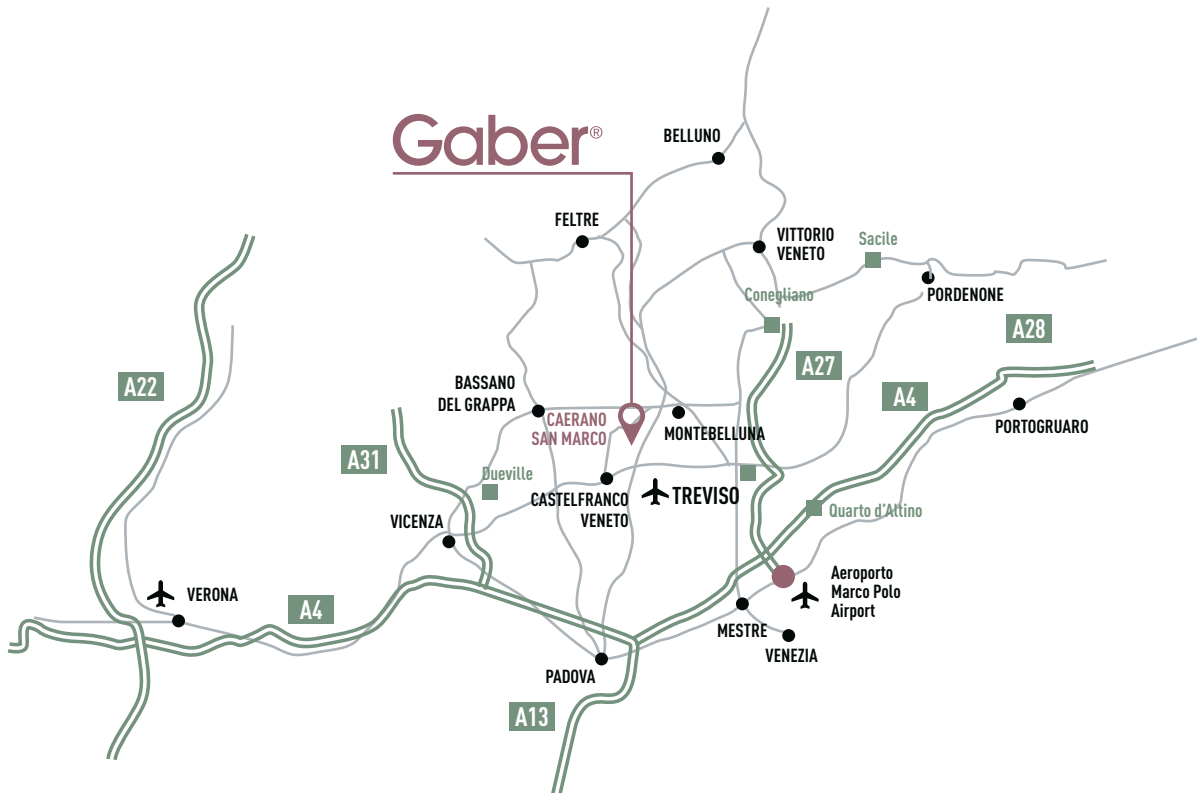 Gaber®
BELLUNO
FELTRE
VITTORIO
VENETO
Sacile
Conegliano
PORDENONE
A28
A27
A22
BASSANO
DEL GRAPPA
A4
CAERANO
SAN MARCO
MONTEBELLUNA
PORTOGRUARO
A31
Dueville
CASTELFRANCO
VENETO
TREVISO
Quarto d'Altino
VICENZA
VERONA
A4
Aeroporto
Marco Polo
Airport
MESTRE
VENEZIA
PADOVA
A13